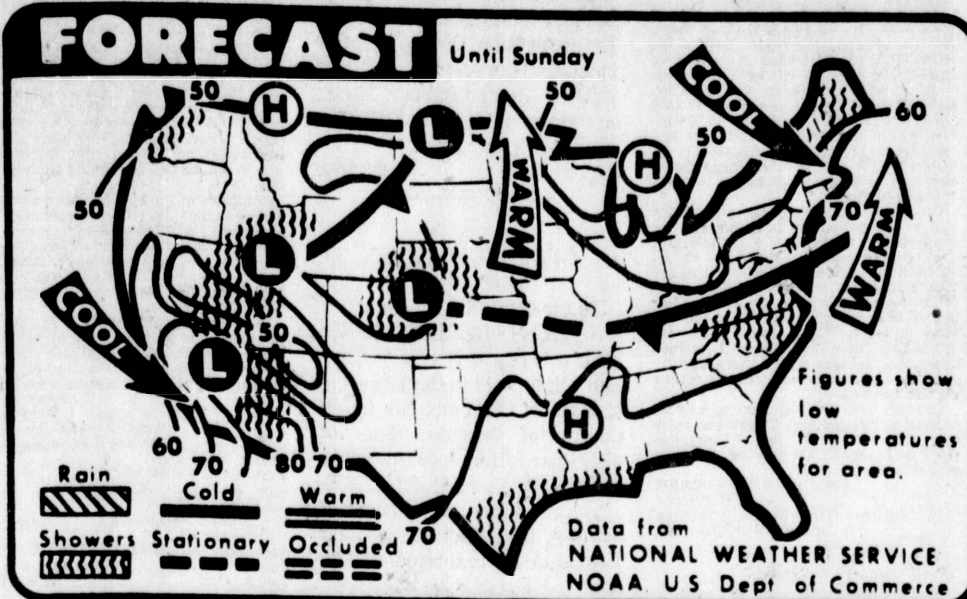 FORECAST
Until Sunday
50
H
L
50
COOL
60
WARM
H
50
50
70
WARM
L
L
COOL
50
L
H
Figures show
low
temperatures
for area.
60
70
80 70
70
Rain
Cold
Warm
Showers
Stationary
Occluded
Data from
NATIONAL WEATHER SERVICE
NOAA U S Dept of Commerce